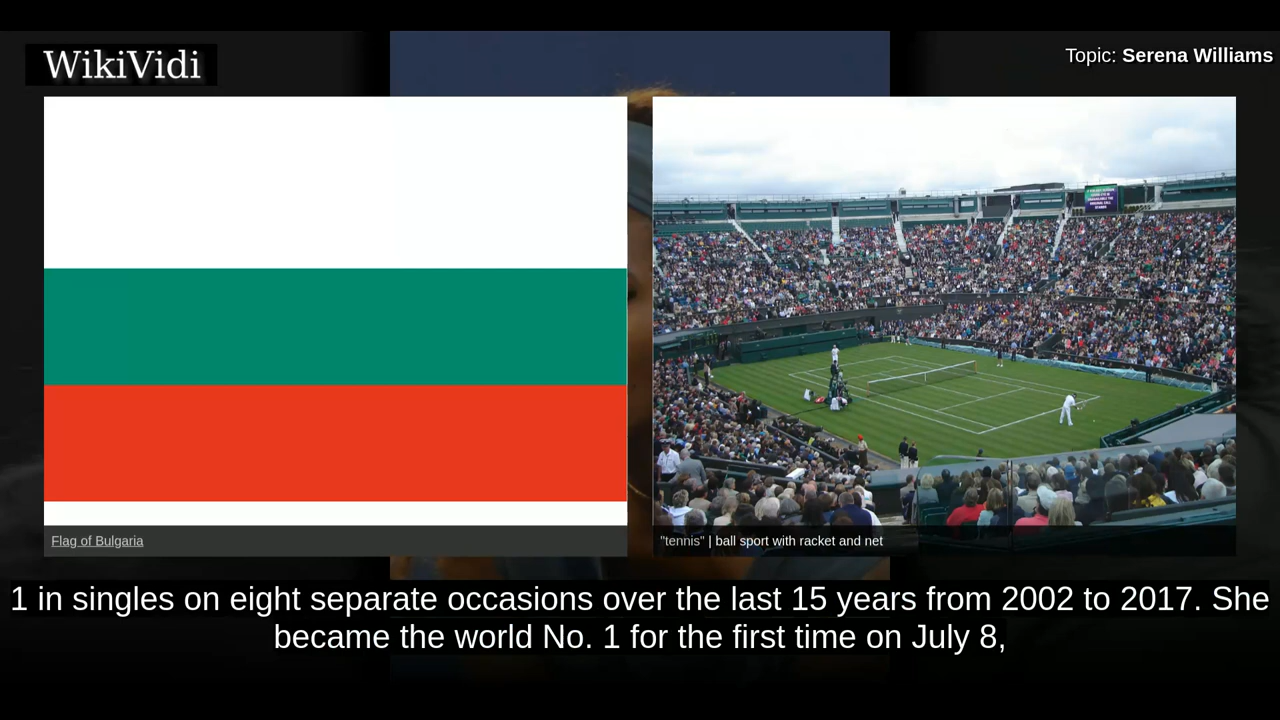 WikiVidi
Topic: Serena Williams
Flag of Bulgaria
"tennis" | ball sport with racket and net
1 in singles on eight separate occasions over the last 15 years from 2002 to 2017. She
became the world No. 1 for the first time on July 8,